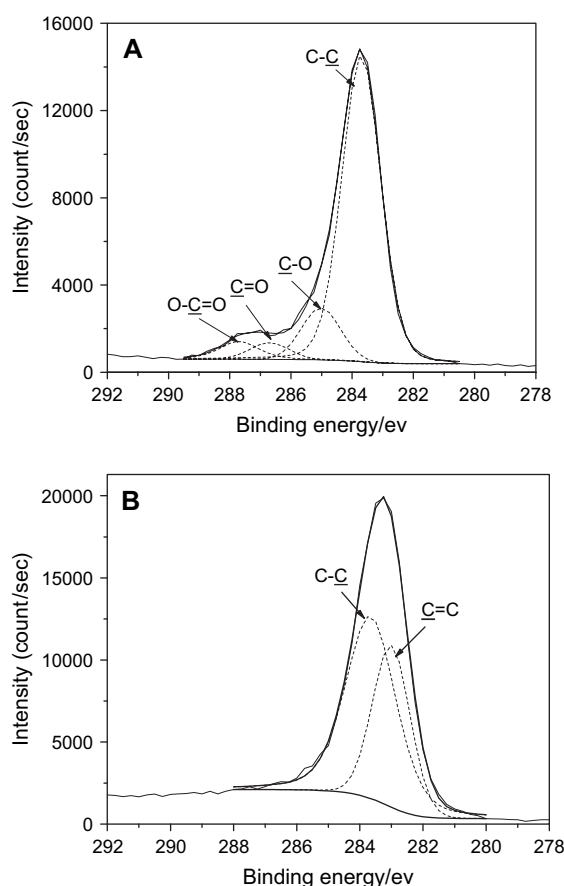 A
16000
12000
8000
4000
0
C-C
C-O
C=O
O-C=O
292 290 288 286 284 282 280 278
Binding energy/ev
Intensity (count/sec)
B
20000
15000
10000
5000
0
C-C
C=C
292 290 288 286 284 282 280 278
Binding energy/ev
Intensity (count/sec)